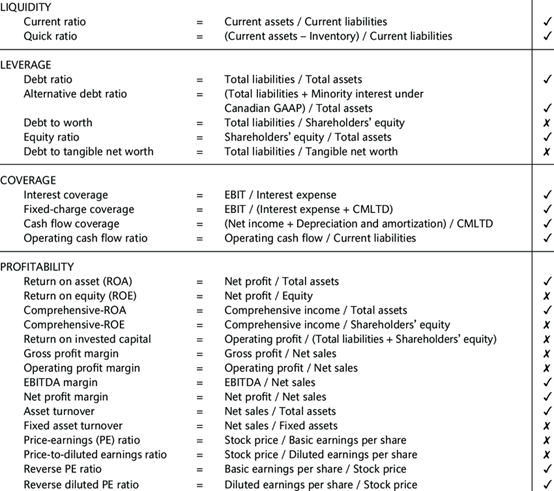 LIQUIDITY
Current ratio = Current assets / Current liabilities ✓
Quick ratio = (Current assets – Inventory) / Current liabilities ✓
LEVERAGE
Debt ratio = Total liabilities / Total assets ✓
Alternative debt ratio = (Total liabilities + Minority interest under
Canadian GAAP) / Total assets ✓
Debt to worth = Total liabilities / Shareholders' equity ✗
Equity ratio = Shareholders' equity / Total assets ✓
Debt to tangible net worth = Total liabilities / Tangible net worth ✗
COVERAGE
Interest coverage = EBIT / Interest expense ✓
Fixed-charge coverage = EBIT / (Interest expense + CMLTD) ✓
Cash flow coverage = (Net income + Depreciation and amortization) / CMLTD ✓
Operating cash flow ratio = Operating cash flow / Current liabilities ✓
PROFITABILITY
Return on asset (ROA) = Net profit / Total assets ✓
Return on equity (ROE) = Net profit / Equity ✗
Comprehensive-ROA = Comprehensive income / Total assets ✓
Comprehensive-ROE = Comprehensive income / Shareholders' equity ✗
Return on invested capital = Operating profit / (Total liabilities + Shareholders' equity) ✗
Gross profit margin = Gross profit / Net sales ✗
Operating profit margin = Operating profit / Net sales ✗
EBITDA margin = EBITDA / Net sales ✓
Net profit margin = Net profit / Net sales ✓
Asset turnover = Net sales / Total assets ✓
Fixed asset turnover = Net sales / Fixed assets ✗
Price-earnings (PE) ratio = Stock price / Basic earnings per share ✗
Price-to-diluted earnings ratio = Stock price / Diluted earnings per share ✗
Reverse PE ratio = Basic earnings per share / Stock price ✓
Reverse diluted PE ratio = Diluted earnings per share / Stock price ✓